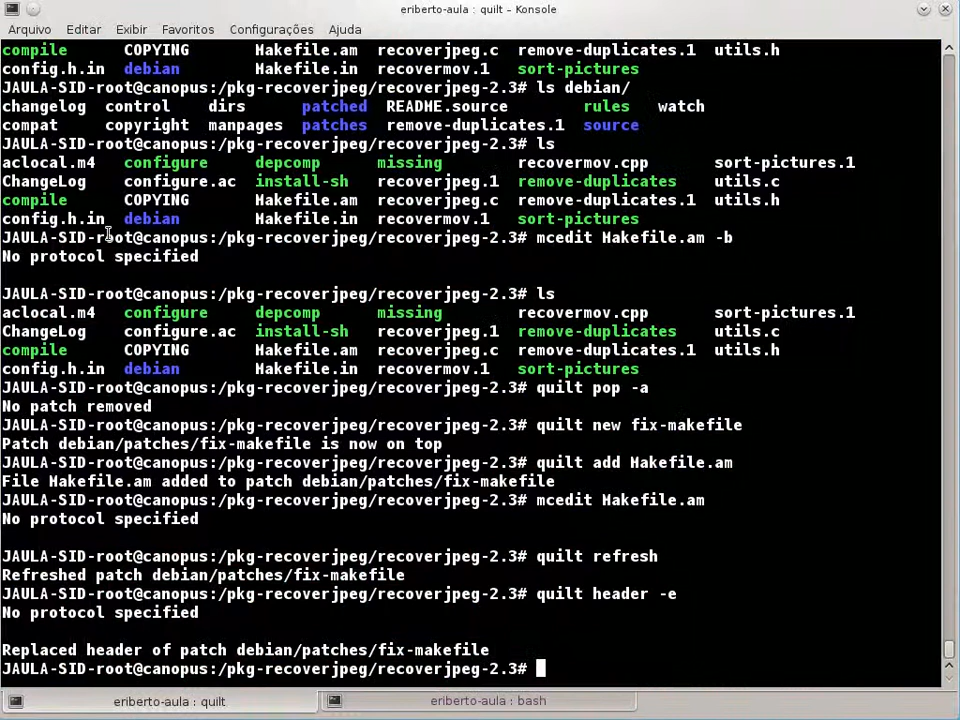 eriberto-aula : quilt – Konsole
Arquivo Editar Exibir Favoritos Configurações Ajuda
compile COPYING Makefile.am recoverjpeg.c remove-duplicates.1 utils.h
config.h.in debian Makefile.in recovermov.1 sort-pictures
JAULA-SID-root@canopus:/pkg-recoverjpeg/recoverjpeg-2.3# ls debian/
changelog control dirs patched README.source rules watch
compat copyright manpages patches remove-duplicates.1 source
JAULA-SID-root@canopus:/pkg-recoverjpeg/recoverjpeg-2.3# ls
aclocal.m4 configure depcomp missing recovermov.cpp sort-pictures.1
ChangeLog configure.ac install-sh recoverjpeg.1 remove-duplicates utils.c
compile COPYING Makefile.am recoverjpeg.c remove-duplicates.1 utils.h
config.h.in debian Makefile.in recovermov.1 sort-pictures
JAULA-SID-root@canopus:/pkg-recoverjpeg/recoverjpeg-2.3# mcedit Makefile.am -b
No protocol specified
JAULA-SID-root@canopus:/pkg-recoverjpeg/recoverjpeg-2.3# ls
aclocal.m4 configure depcomp missing recovermov.cpp sort-pictures.1
ChangeLog configure.ac install-sh recoverjpeg.1 remove-duplicates utils.c
compile COPYING Makefile.am recoverjpeg.c remove-duplicates.1 utils.h
config.h.in debian Makefile.in recovermov.1 sort-pictures
JAULA-SID-root@canopus:/pkg-recoverjpeg/recoverjpeg-2.3# quilt pop -a
No patch removed
JAULA-SID-root@canopus:/pkg-recoverjpeg/recoverjpeg-2.3# quilt new fix-makefile
Patch debian/patches/fix-makefile is now on top
JAULA-SID-root@canopus:/pkg-recoverjpeg/recoverjpeg-2.3# quilt add Makefile.am
File Makefile.am added to patch debian/patches/fix-makefile
JAULA-SID-root@canopus:/pkg-recoverjpeg/recoverjpeg-2.3# mcedit Makefile.am
No protocol specified
JAULA-SID-root@canopus:/pkg-recoverjpeg/recoverjpeg-2.3# quilt refresh
Refreshed patch debian/patches/fix-makefile
JAULA-SID-root@canopus:/pkg-recoverjpeg/recoverjpeg-2.3# quilt header -e
No protocol specified
Replaced header of patch debian/patches/fix-makefile
JAULA-SID-root@canopus:/pkg-recoverjpeg/recoverjpeg-2.3#
eriberto-aula : quilt eriberto-aula : bash